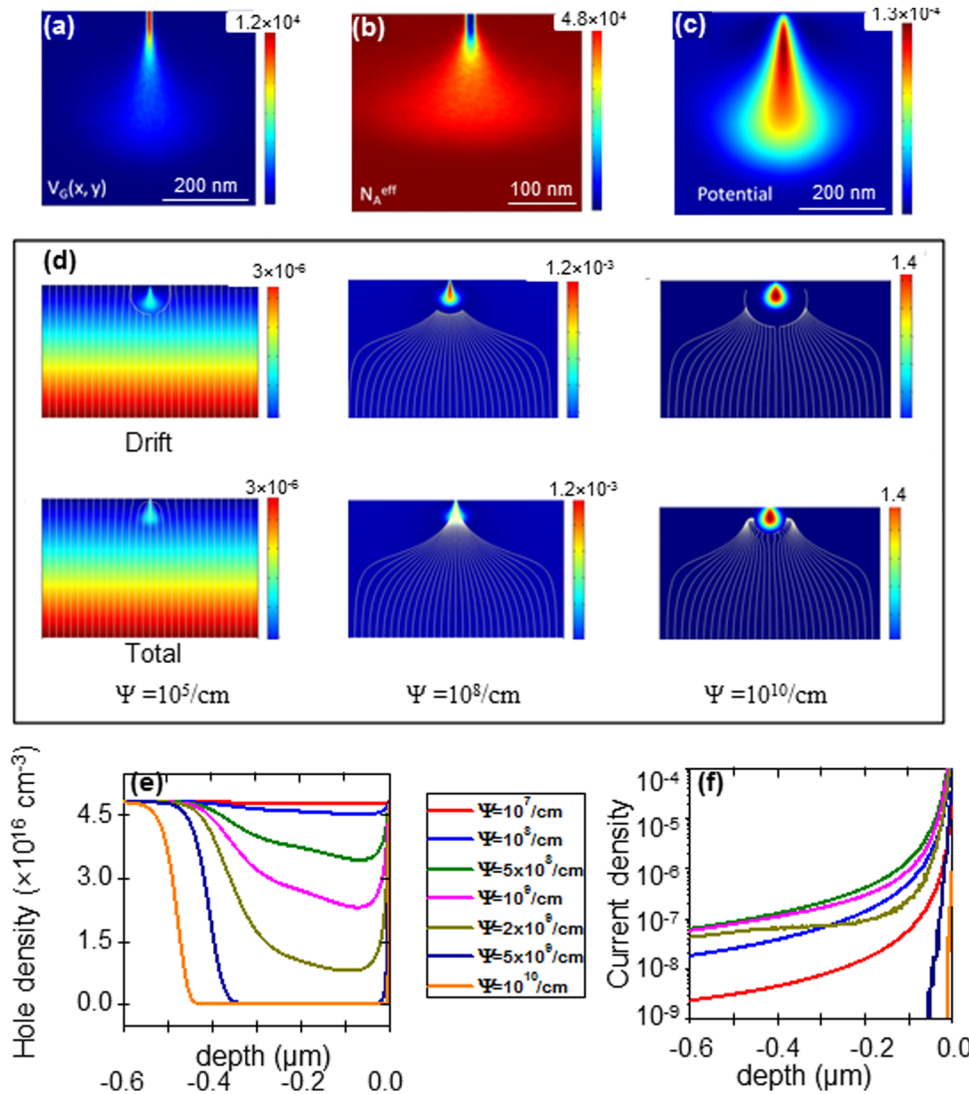 (a) 1.2×10⁴
V_G(x, y) 200 nm
(b) 4.8×10⁴
N_A^eff 100 nm
(c) 1.3×10⁻⁴
Potential 200 nm
(d)
3×10⁻⁶ 1.2×10⁻³ 1.4
Drift
3×10⁻⁶ 1.2×10⁻³ 1.4
Total
Ψ =10⁵/cm Ψ =10⁸/cm Ψ =10¹⁰/cm
(e)
Hole density (×10¹⁶ cm⁻³)
4.5
3.0
1.5
0.0
-0.6 -0.4 -0.2 0.0
depth (µm)
Ψ=10⁷/cm
Ψ=10⁸/cm
Ψ=5x10⁸/cm
Ψ=10⁹/cm
Ψ=2x10⁹/cm
Ψ=5x10⁹/cm
Ψ=10¹⁰/cm
(f)
Current density
10⁻⁴
10⁻⁵
10⁻⁶
10⁻⁷
10⁻⁸
10⁻⁹
-0.6 -0.4 -0.2 0.0
depth (µm)